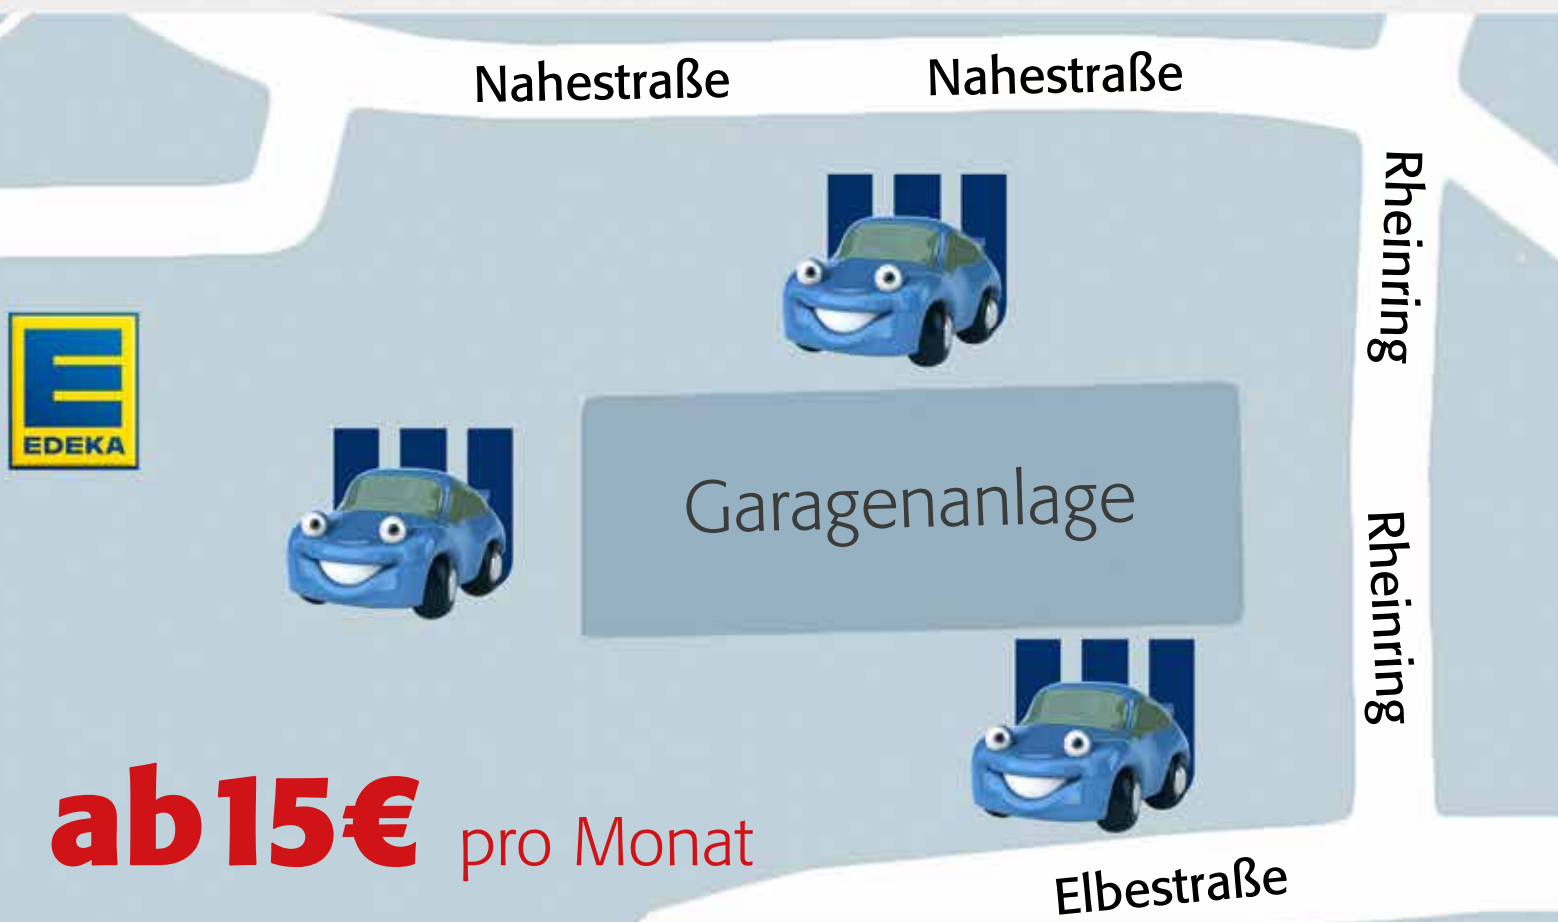 Nahestraße
Nahestraße
Rheinring
EDEKA
Garagenanlage
Rheinring
ab 15€ pro Monat
Elbestraße